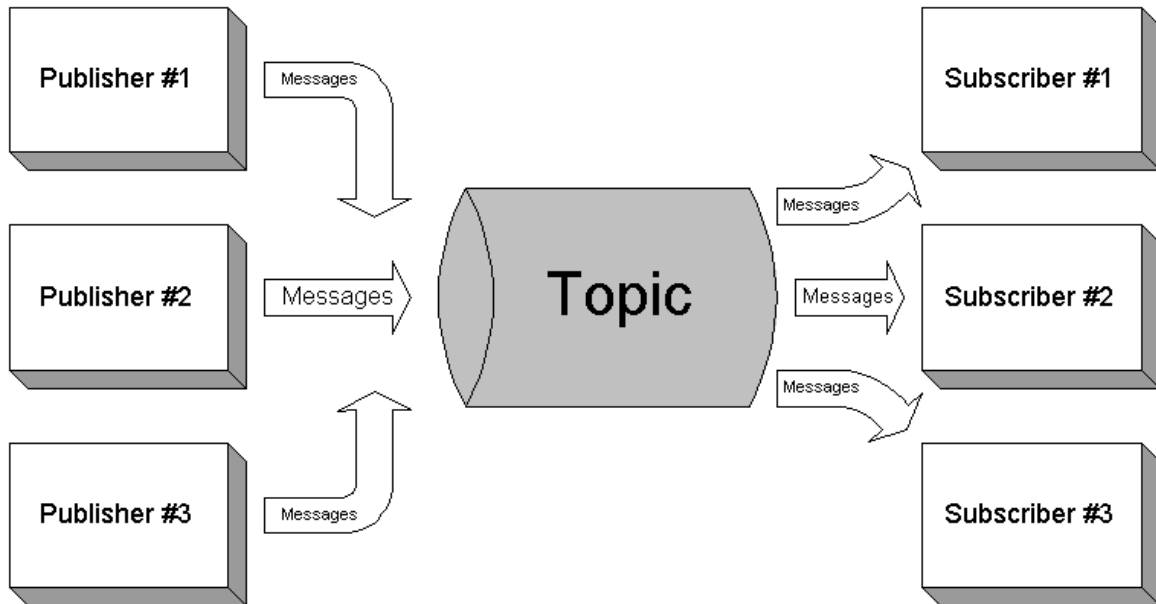 Publisher #1
Messages
Subscriber #1
Messages
Publisher #2
Messages
Topic
Messages
Subscriber #2
Messages
Publisher #3
Messages
Subscriber #3